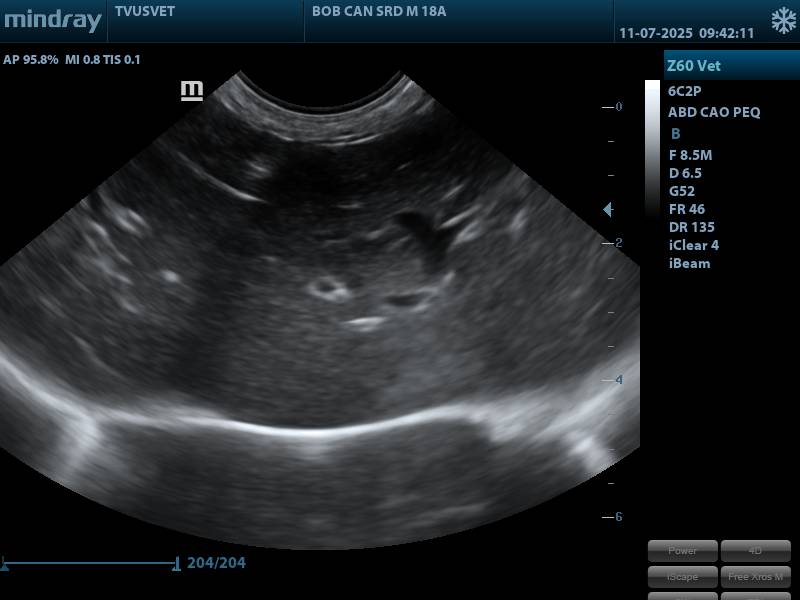 mindray
TVUSVET
BOB CAN SRD M 18A
11-07-2025 09:42:11
AP 95.8% MI 0.8 TIS 0.1
m
Z60 Vet
6C2P
ABD CAO PEQ
B
F 8.5M
D 6.5
G52
FR 46
DR 135
iClear 4
iBeam
0
2
4
6
204/204
Power
4D
iScape
Free Xros M